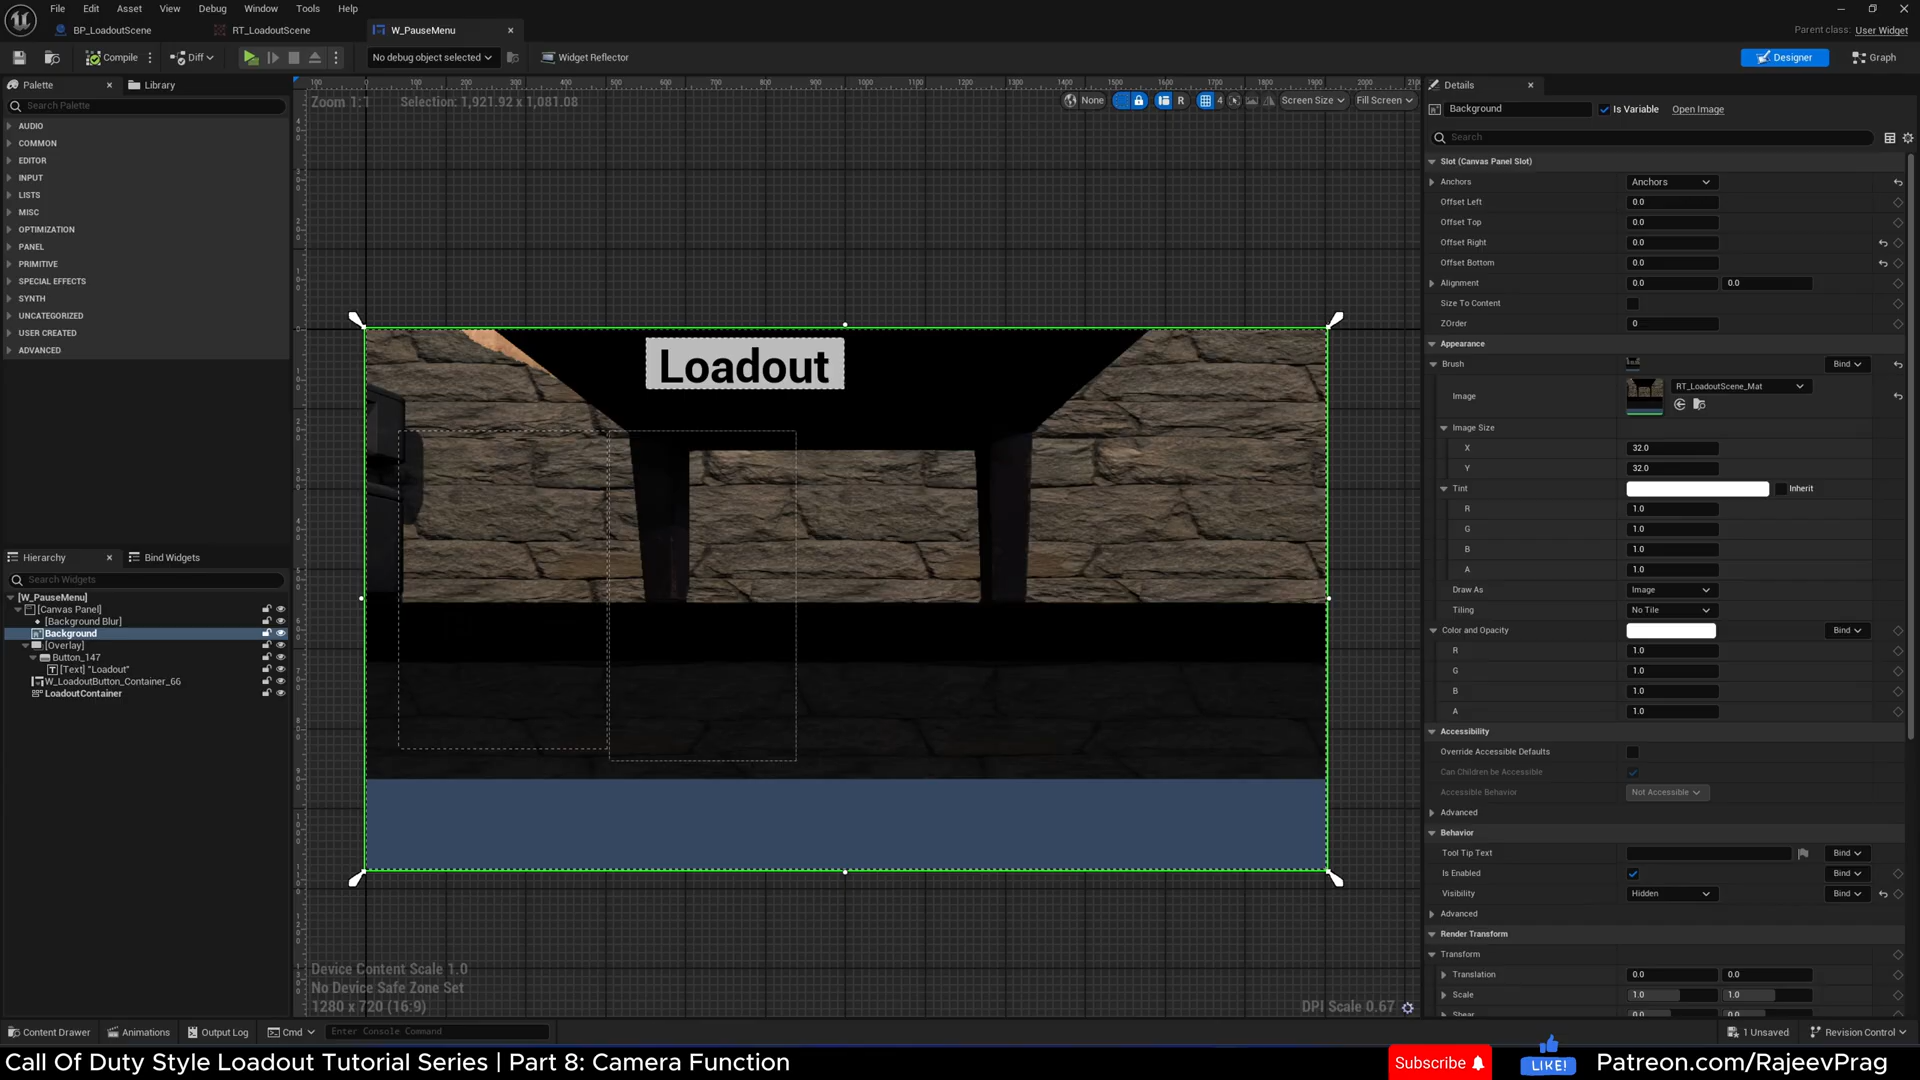 File Edit Asset View Debug Window Tools Help
BP_LoadoutScene RT_LoadoutScene W_PauseMenu
Parent class: User Widget
Compile Diff No debug object selected Widget Reflector Designer Graph
Palette Library
Search Palette
AUDIO
COMMON
EDITOR
INPUT
LISTS
MISC
OPTIMIZATION
PANEL
PRIMITIVE
SPECIAL EFFECTS
SYNTH
UNCATEGORIZED
USER CREATED
ADVANCED
Hierarchy Bind Widgets
Search Widgets
[W_PauseMenu]
[Canvas Panel]
[Background Blur]
Background
[Overlay]
Button_147
[Text] "Loadout"
W_LoadoutButton_Container_66
LoadoutContainer
Zoom 1:1 Selection: 1,921.92 x 1,081.08
None R 4 Screen Size Fill Screen
Loadout
Device Content Scale 1.0
No Device Safe Zone Set
1280 x 720 (16:9)
DPI Scale 0.67
Details
Background Is Variable Open Image
Search
Slot (Canvas Panel Slot)
Anchors Anchors
Offset Left 0.0
Offset Top 0.0
Offset Right 0.0
Offset Bottom 0.0
Alignment 0.0 0.0
Size To Content
ZOrder 0
Appearance
Brush Bind
Image RT_LoadoutScene_Mat
Image Size
X 32.0
Y 32.0
Tint Inherit
R 1.0
G 1.0
B 1.0
A 1.0
Draw As Image
Tiling No Tile
Color and Opacity Bind
R 1.0
G 1.0
B 1.0
A 1.0
Accessibility
Override Accessible Defaults
Can Children be Accessible
Accessible Behavior Not Accessible
Advanced
Behavior
Tool Tip Text Bind
Is Enabled Bind
Visibility Hidden Bind
Advanced
Render Transform
Transform
Translation 0.0 0.0
Scale 1.0 1.0
Shear 0.0 0.0
Content Drawer Animations Output Log Cmd Enter Console Command 1 Unsaved Revision Control
Call Of Duty Style Loadout Tutorial Series | Part 8: Camera Function Subscribe LIKE! Patreon.com/RajeevPrag